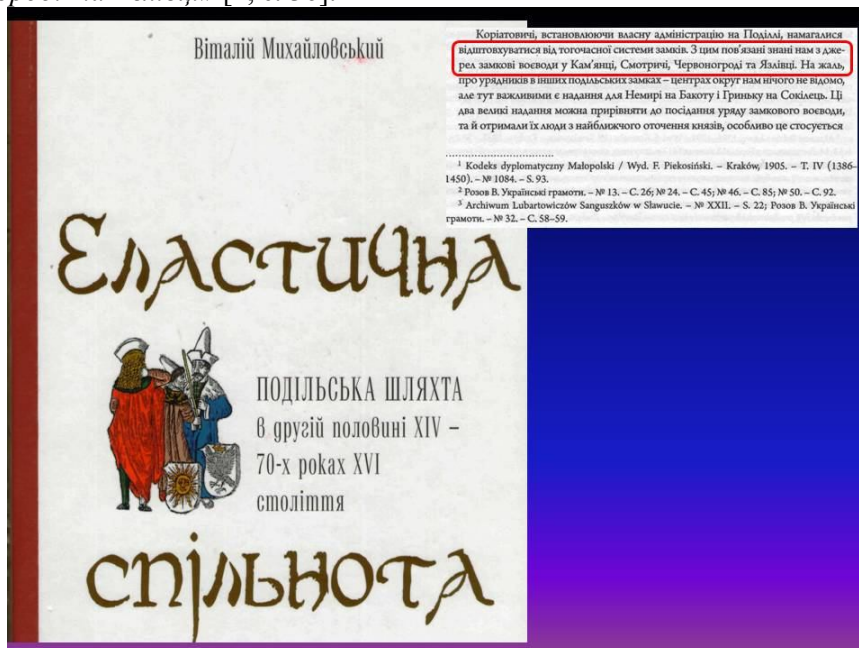 Віталій Михайловський
Коріатовичі, встановлюючи власну адміністрацію на Поділлі, намагалися
відштовхуватися від тогочасної системи замків. З цим пов'язані знані нам з дже-
рел замкові воєводи у Кам'янці, Смотричі, Червоногроді та Язлівці. На жаль,
про урядників в інших подільських замках – центрах округ нам нічого не відомо,
але тут важливими є надання для Немирі на Бакоту і Гриньку на Сокілець. Ці
два великі надання можна прирівняти до посідання уряду замкового воєводи,
та й отримали їх люди з найближчого оточення князів, особливо це стосується
¹ Kodeks dyplomatyczny Małopolski / Wyd. F. Piekosiński. – Kraków, 1905. – T. IV (1386–
1450). – № 1084. – S. 93.
² Розов В. Українські грамоти. – № 13. – С. 26; № 24. – С. 45; № 46. – С. 85; № 50. – С. 92.
³ Archiwum Lubartowiczów Sanguszków w Sławucie. – № XXII. – S. 22; Розов В. Українські
грамоти. – № 32. – С. 58–59.
Еластична
ПОДІЛЬСЬКА ШЛЯХТА
в другій половині XIV –
70-х роках XVI
століття
спільнота